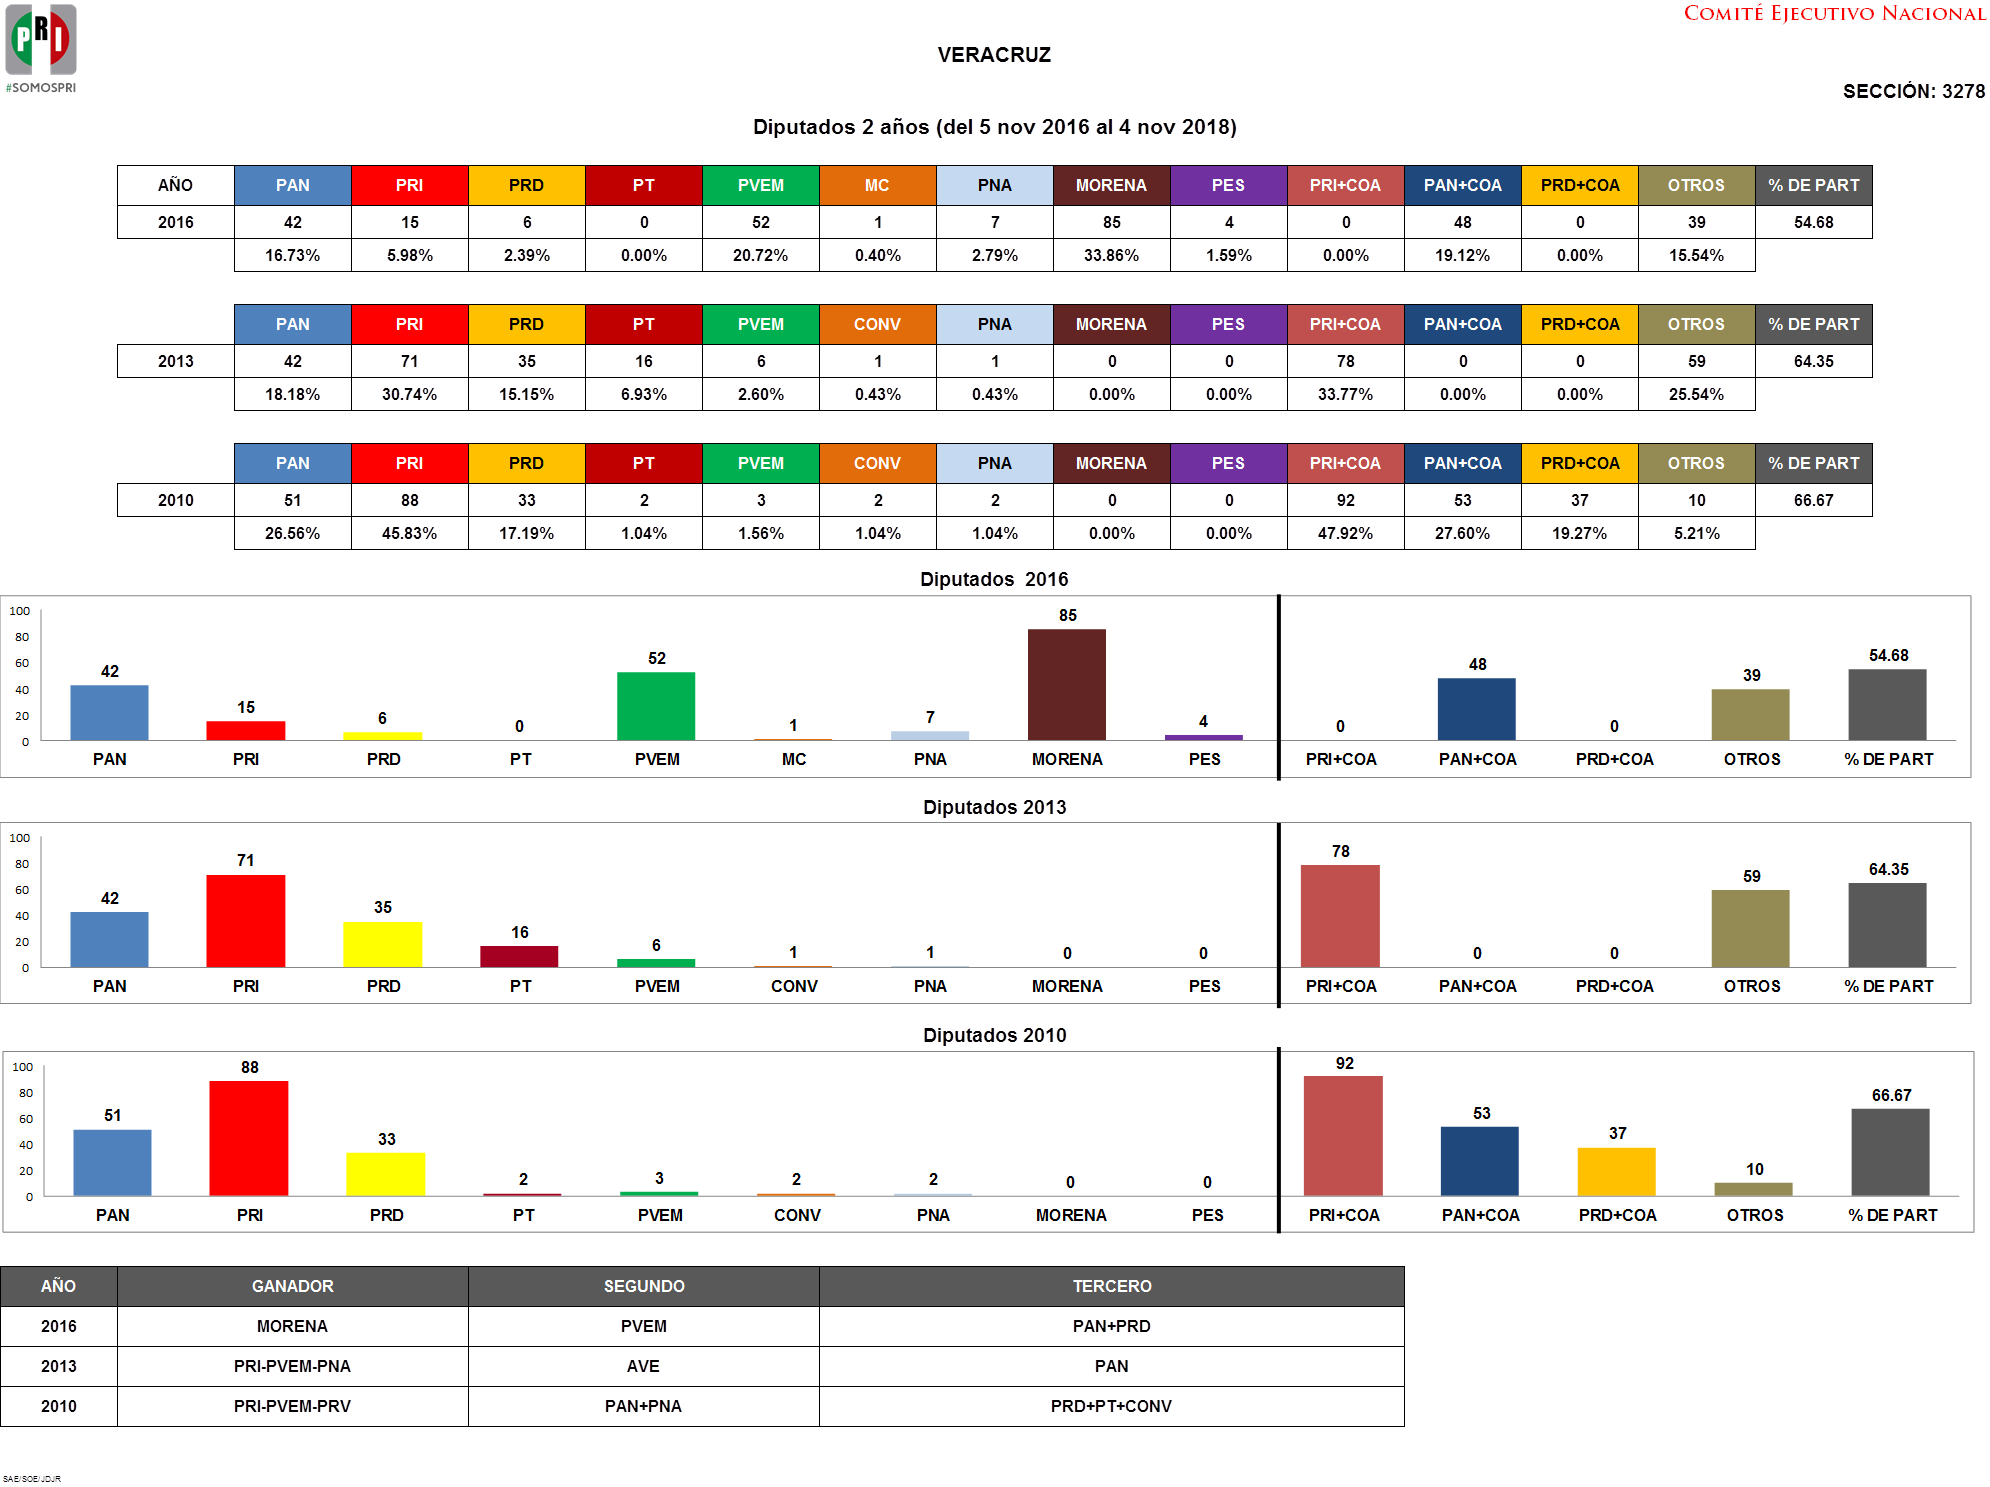 PRI
#SOMOSPRI
COMITÉ EJECUTIVO NACIONAL
VERACRUZ
SECCIÓN: 3278
Diputados 2 años (del 5 nov 2016 al 4 nov 2018)
AÑO PAN PRI PRD PT PVEM MC PNA MORENA PES PRI+COA PAN+COA PRD+COA OTROS % DE PART
2016 42 15 6 0 52 1 7 85 4 0 48 0 39 54.68
16.73% 5.98% 2.39% 0.00% 20.72% 0.40% 2.79% 33.86% 1.59% 0.00% 19.12% 0.00% 15.54%
PAN PRI PRD PT PVEM CONV PNA MORENA PES PRI+COA PAN+COA PRD+COA OTROS % DE PART
2013 42 71 35 16 6 1 1 0 0 78 0 0 59 64.35
18.18% 30.74% 15.15% 6.93% 2.60% 0.43% 0.43% 0.00% 0.00% 33.77% 0.00% 0.00% 25.54%
PAN PRI PRD PT PVEM CONV PNA MORENA PES PRI+COA PAN+COA PRD+COA OTROS % DE PART
2010 51 88 33 2 3 2 2 0 0 92 53 37 10 66.67
26.56% 45.83% 17.19% 1.04% 1.56% 1.04% 1.04% 0.00% 0.00% 47.92% 27.60% 19.27% 5.21%
Diputados 2016
100
80
60
40
20
0
42 15 6 0 52 1 7 85 4 0 48 0 39 54.68
PAN PRI PRD PT PVEM MC PNA MORENA PES PRI+COA PAN+COA PRD+COA OTROS % DE PART
Diputados 2013
100
80
60
40
20
0
42 71 35 16 6 1 1 0 0 78 0 0 59 64.35
PAN PRI PRD PT PVEM CONV PNA MORENA PES PRI+COA PAN+COA PRD+COA OTROS % DE PART
Diputados 2010
100
80
60
40
20
0
51 88 33 2 3 2 2 0 0 92 53 37 10 66.67
PAN PRI PRD PT PVEM CONV PNA MORENA PES PRI+COA PAN+COA PRD+COA OTROS % DE PART
AÑO GANADOR SEGUNDO TERCERO
2016 MORENA PVEM PAN+PRD
2013 PRI-PVEM-PNA AVE PAN
2010 PRI-PVEM-PRV PAN+PNA PRD+PT+CONV
SAE/SOE/JDJR